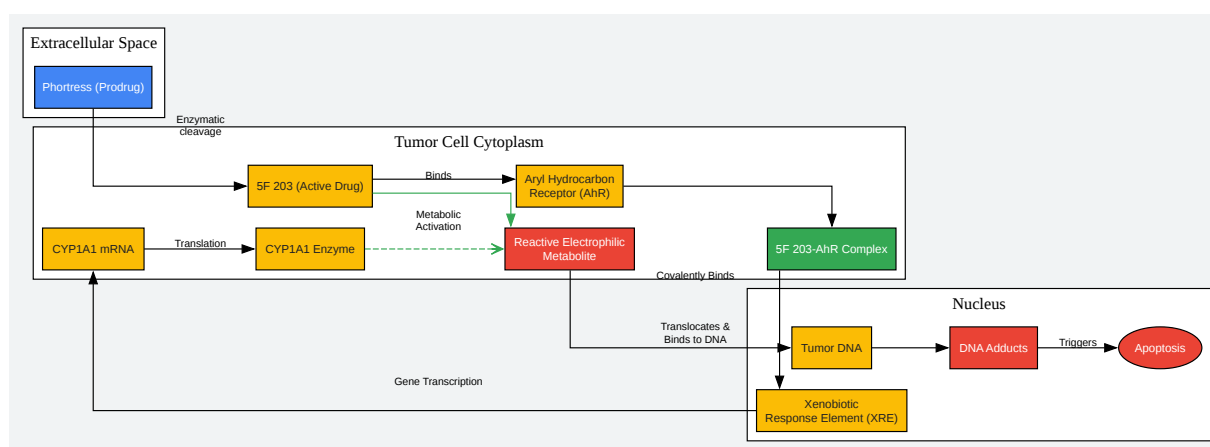 Extracellular Space
Phortress (Prodrug)
Enzymatic
cleavage
Tumor Cell Cytoplasm
5F 203 (Active Drug)
Binds
Aryl Hydrocarbon
Receptor (AhR)
Metabolic
Activation
CYP1A1 mRNA
Translation
CYP1A1 Enzyme
Reactive Electrophilic
Metabolite
5F 203-AhR Complex
Covalently Binds
Nucleus
Translocates &
Binds to DNA
Tumor DNA
DNA Adducts
Triggers
Apoptosis
Gene Transcription
Xenobiotic
Response Element (XRE)